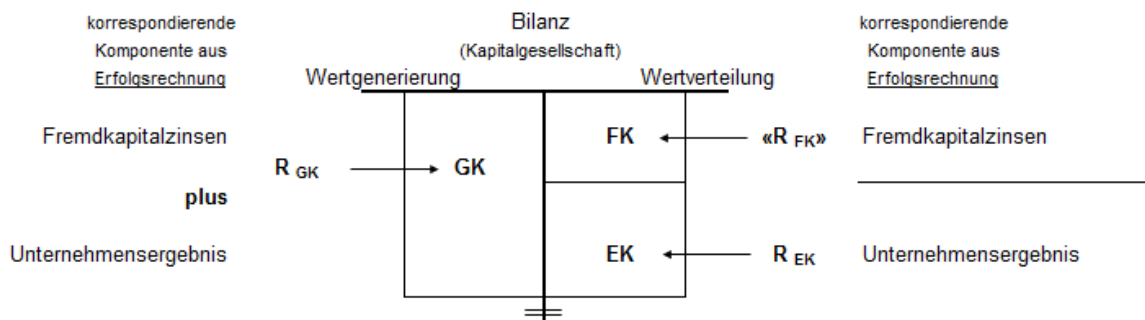 korrespondierende
Komponente aus
Erfolgsrechnung
Bilanz
(Kapitalgesellschaft)
korrespondierende
Komponente aus
Erfolgsrechnung
Wertgenerierung
Wertverteilung
Fremdkapitalzinsen
FK
«R FK»
Fremdkapitalzinsen
R GK
GK
plus
Unternehmensergebnis
EK
R EK
Unternehmensergebnis